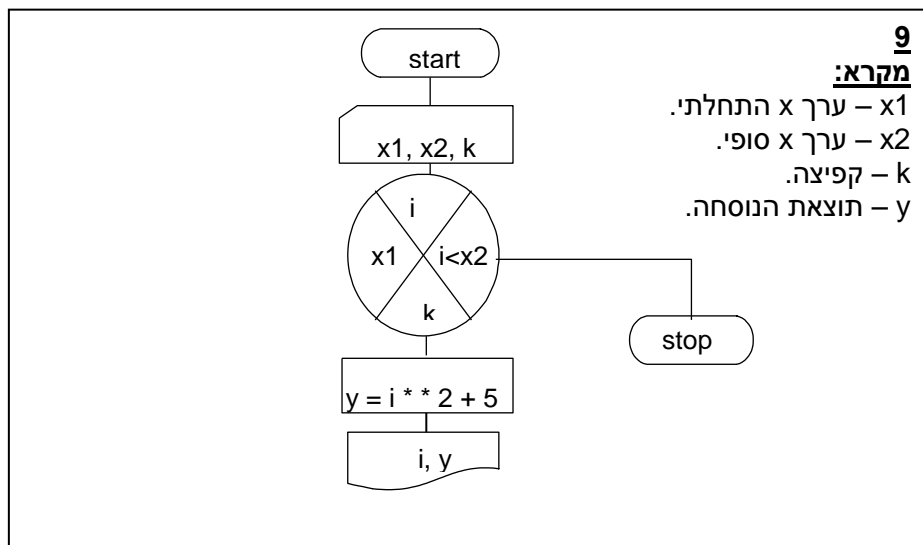 9
מקרא:
x1 – ערך x התחלתי.
x2 – ערך x סופי.
k – קפיצה.
y – תוצאת הנוסחה.
start
x1, x2, k
i
x1 i<x2
k
stop
y = i * * 2 + 5
i, y